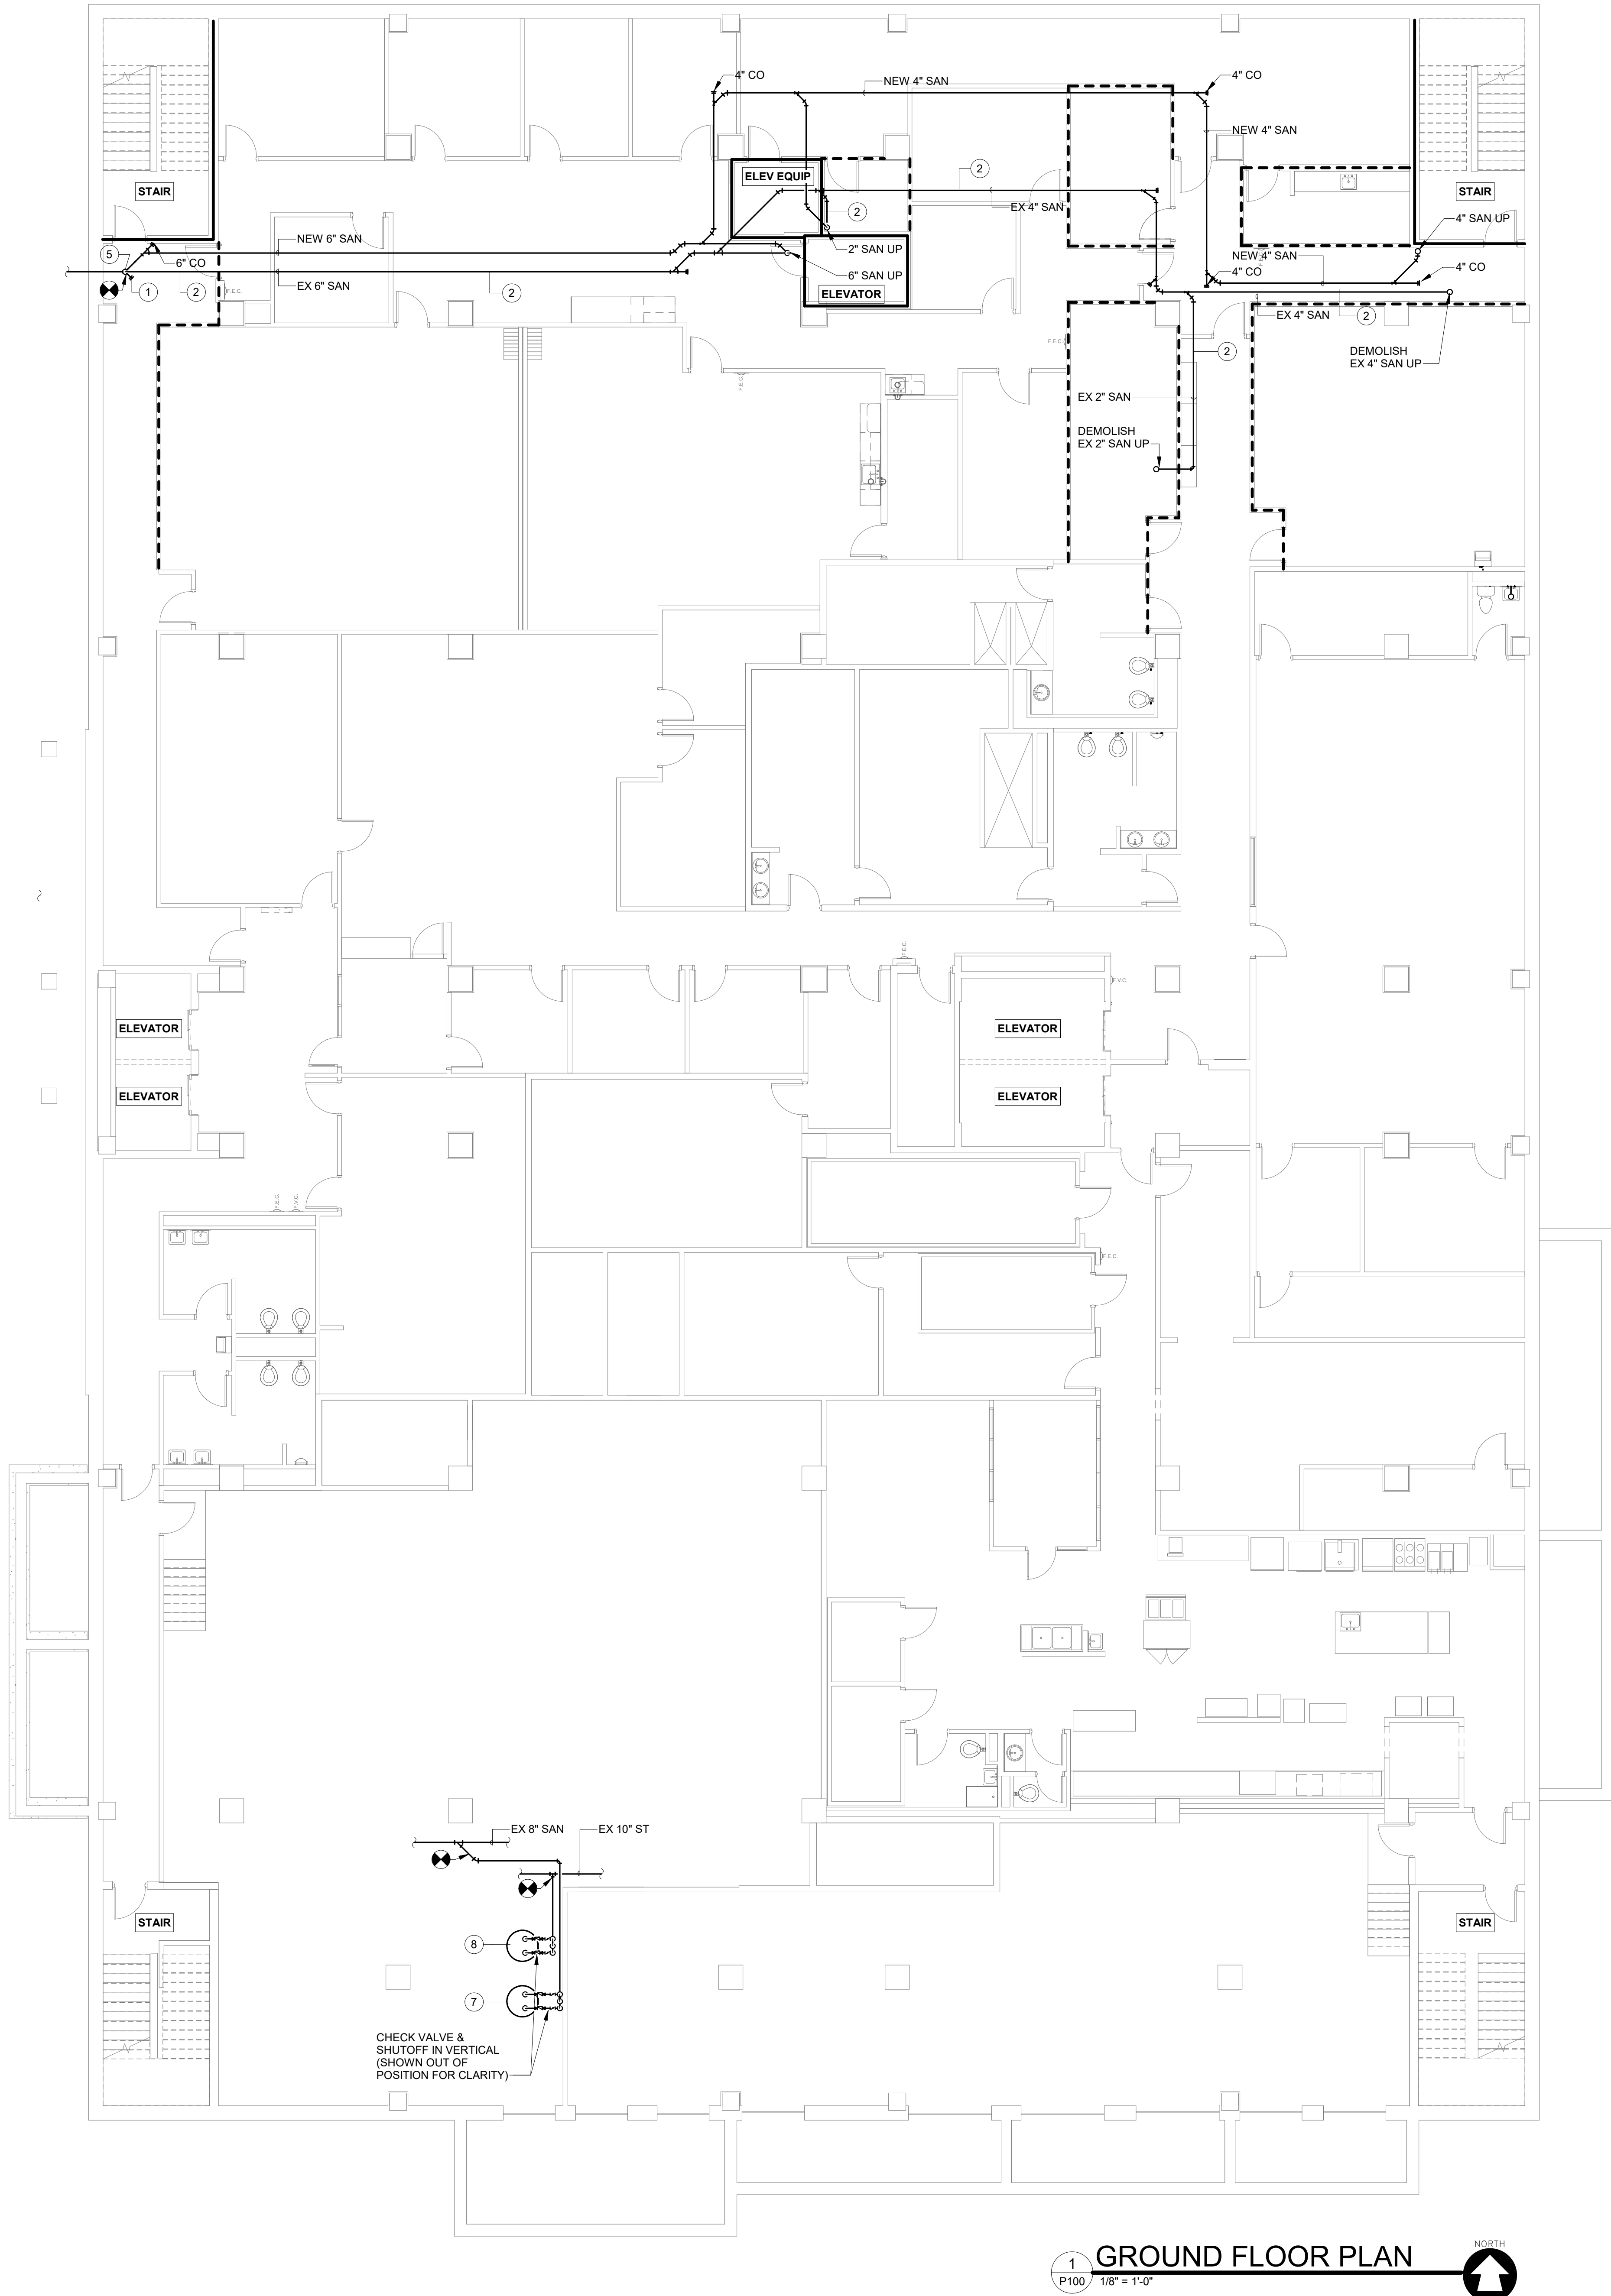 4" CO
NEW 4" SAN
4" CO
NEW 4" SAN
ELEV EQUIP
2
STAIR
STAIR
EX 4" SAN
2
4" SAN UP
NEW 6" SAN
2" SAN UP
5
6" CO
NEW 4" SAN
4" CO
4" CO
6" SAN UP
EX 6" SAN
1
2
2
ELEVATOR
F.E.C.
EX 4" SAN
2
F.E.C.
2
DEMOLISH
EX 4" SAN UP
F.E.C.
EX 2" SAN
DEMOLISH
EX 2" SAN UP
F.E.C.
F.V.C.
ELEVATOR
ELEVATOR
ELEVATOR
ELEVATOR
F.E.C.
F.V.C.
F.E.C.
EX 8" SAN
EX 10" ST
STAIR
STAIR
8
7
CHECK VALVE &
SHUTOFF IN VERTICAL
(SHOWN OUT OF
POSITION FOR CLARITY)
NORTH
1
GROUND FLOOR PLAN
P100
1/8" = 1'-0"